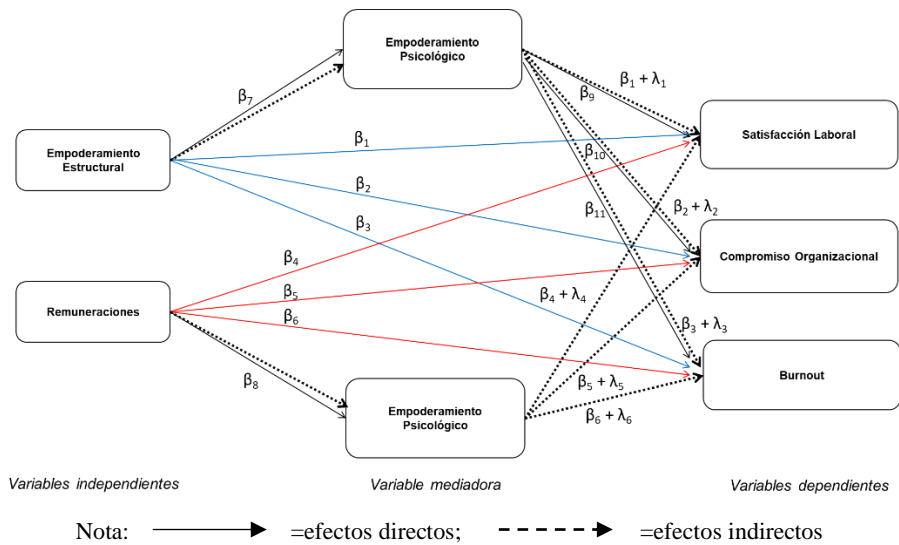 Empoderamiento
Psicológico
β₇
β₉
β₁ + λ₁
Empoderamiento
Estructural
β₁
Satisfacción Laboral
β₁₀
β₂
β₁₁
β₂ + λ₂
β₃
β₄
Compromiso Organizacional
β₅
β₄ + λ₄
Remuneraciones
β₆
β₃ + λ₃
β₈
β₅ + λ₅
Burnout
Empoderamiento
Psicológico
β₆ + λ₆
Variables independientes
Variable mediadora
Variables dependientes
Nota: =efectos directos; =efectos indirectos